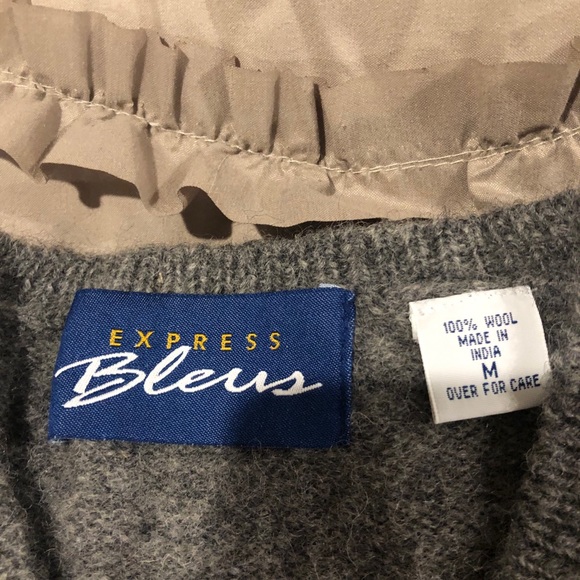 EXPRESS
Bleus
100% WOOL
MADE IN
INDIA
M
OVER FOR CARE